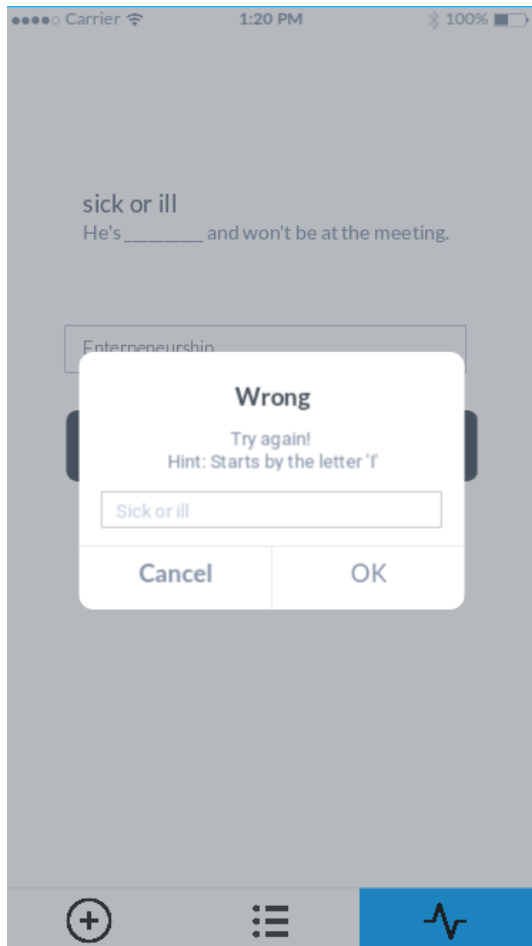 Carrier 1:20 PM 100%
sick or ill
He's __________ and won't be at the meeting.
Enterpeneurship
Wrong
Try again!
Hint: Starts by the letter 'I'
Sick or ill
Cancel OK